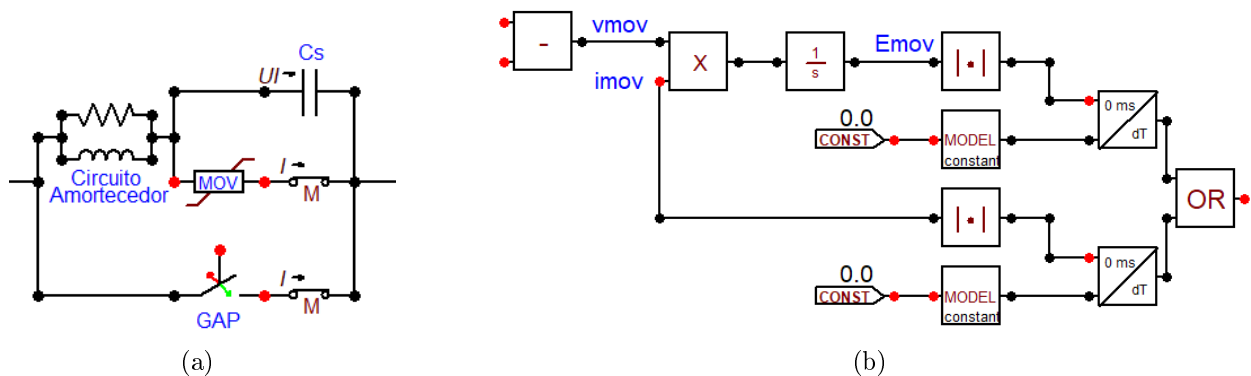 Cs
UI
Circuito
Amortecedor
I
MOV
M
I
M
GAP
(a)
-
vmov
imov
X
1
s
Emov
|•|
0.0
CONST
MODEL
constant
0 ms
dT
OR
|•|
0.0
CONST
MODEL
constant
0 ms
dT
(b)